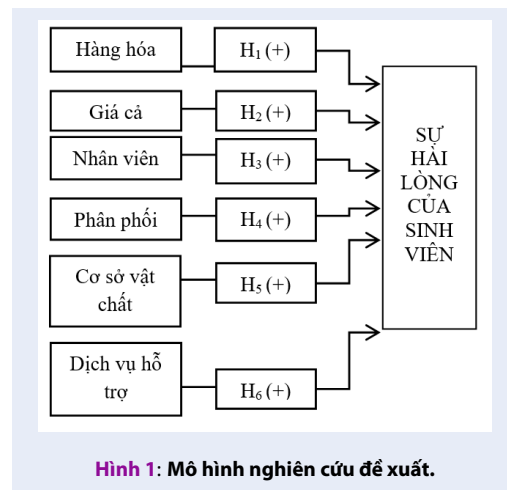 Hàng hóa
H₁ (+)
Giá cả
H₂ (+)
Nhân viên
H₃ (+)
Phân phối
H₄ (+)
Cơ sở vật
chất
H₅ (+)
Dịch vụ hỗ
trợ
H₆ (+)
SỰ
HÀI
LÒNG
CỦA
SINH
VIÊN
Hình 1: Mô hình nghiên cứu đề xuất.